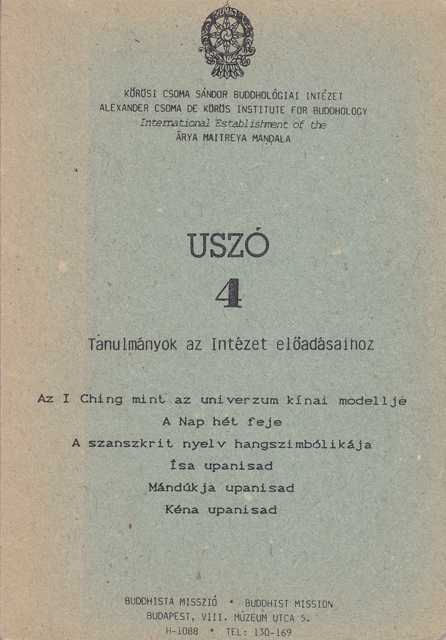 KŐRÖSI CSOMA SÁNDOR BUDDHOLÓGIAI INTÉZET
ALEXANDER CSOMA DE KŐRÖS INSTITUTE FOR BUDDHOLOGY
International Establishment of the
ĀRYA MAITREYA MAṆḌALA
USZÓ
4
Tanulmányok az Intézet előadásaihoz
Az I Ching mint az univerzum kínai modellje
A Nap hét feje
A szanszkrit nyelv hangszimbólikája
Ísa upanisad
Mándúkja upanisad
Kéna upanisad
BUDDHISTA MISSZIÓ * BUDDHIST MISSION
BUDAPEST, VIII. MÚZEUM UTCA 5.
H-1088 * TEL: 130-169